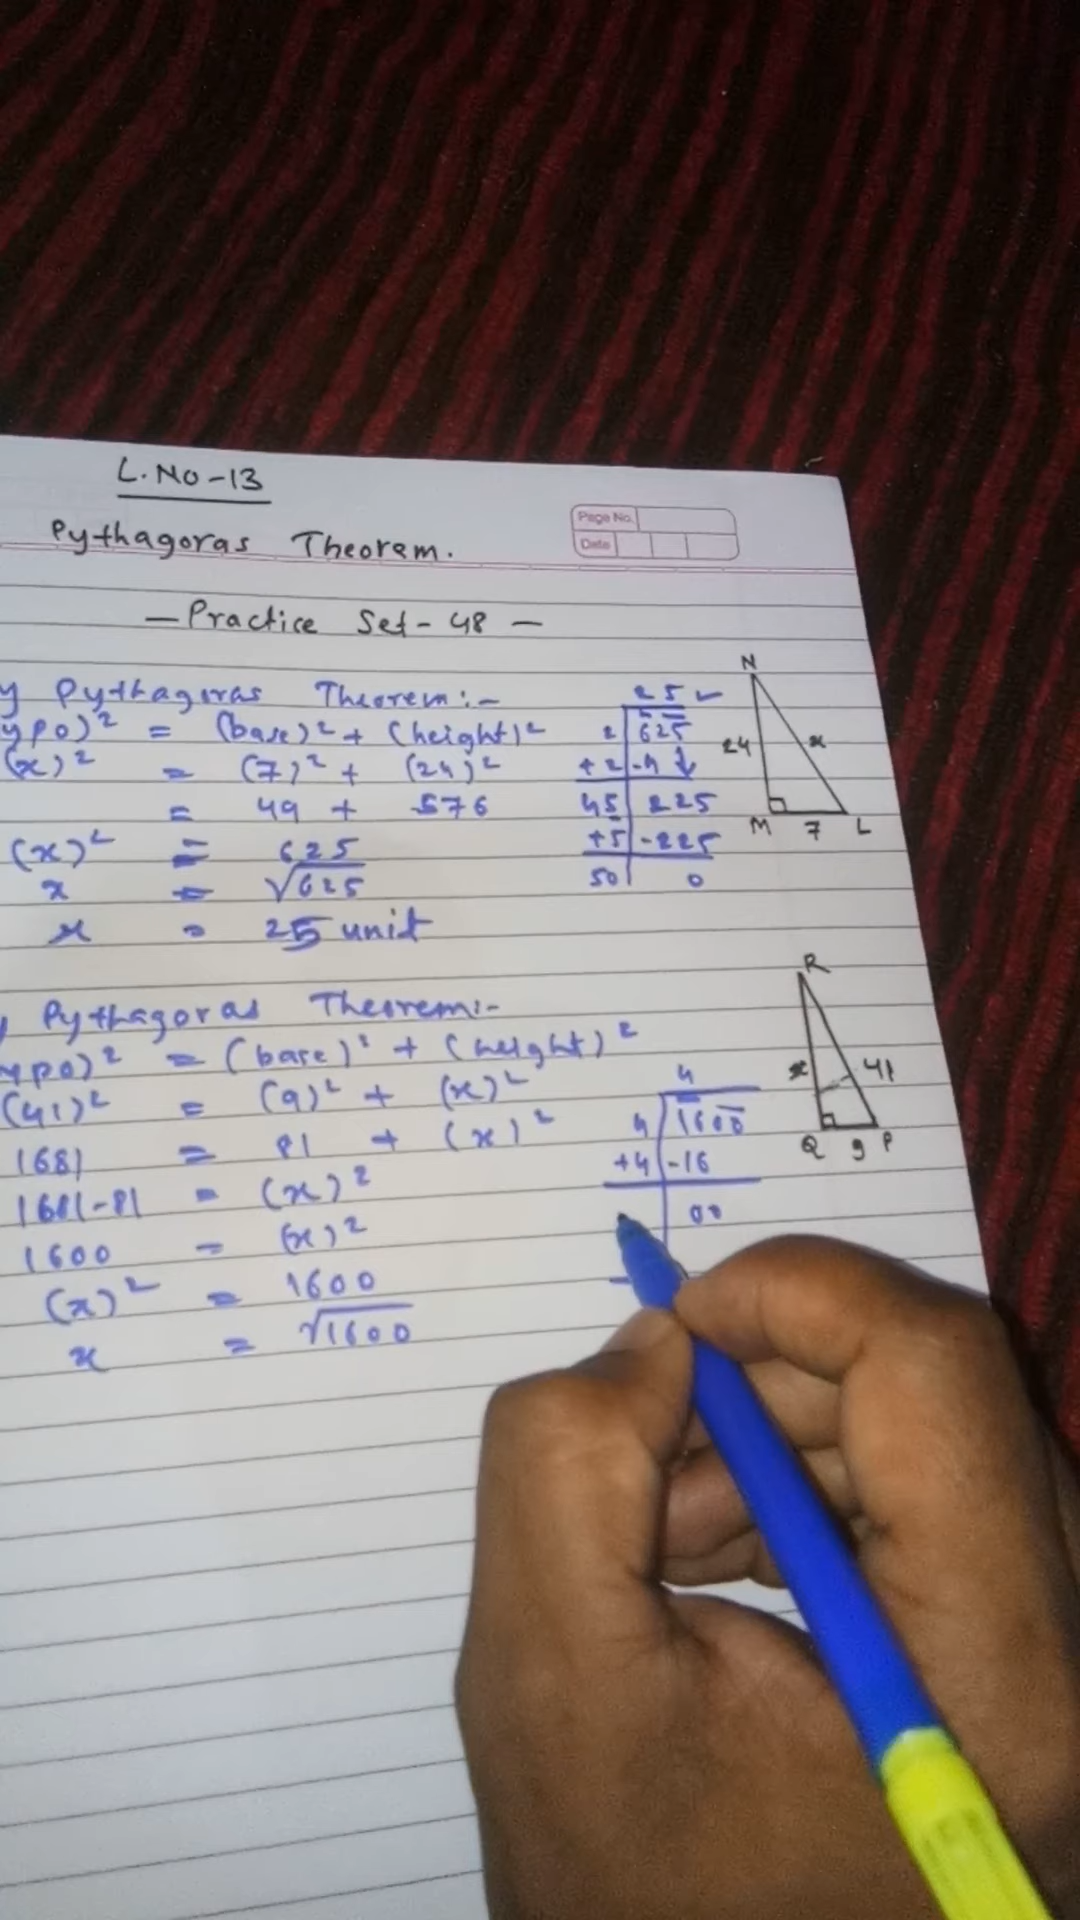 L.No-13
Pythagoras Theorem.
Page No.
Date
— Practice Set - 48 —
y Pythagoras Theorem:-
ypo)² = (base)² + (height)²
(x)² = (7)² + (24)²
= 49 + 576
(x)² = 625
x = √625
x = 25 unit
25 ✓
2 | 625
+2 | -4 ↓
45 | 225
+5 | -225
50 | 0
N
24 x
M 7 L
y Pythagoras Theorem:-
ypo)² = (base)² + (height)²
(41)² = (9)² + (x)²
1681 = 81 + (x)²
1681-81 = (x)²
1600 = (x)²
(x)² = 1600
x = √1600
4
4 | 1600
+4 | -16
00
R
x 41
Q 9 P